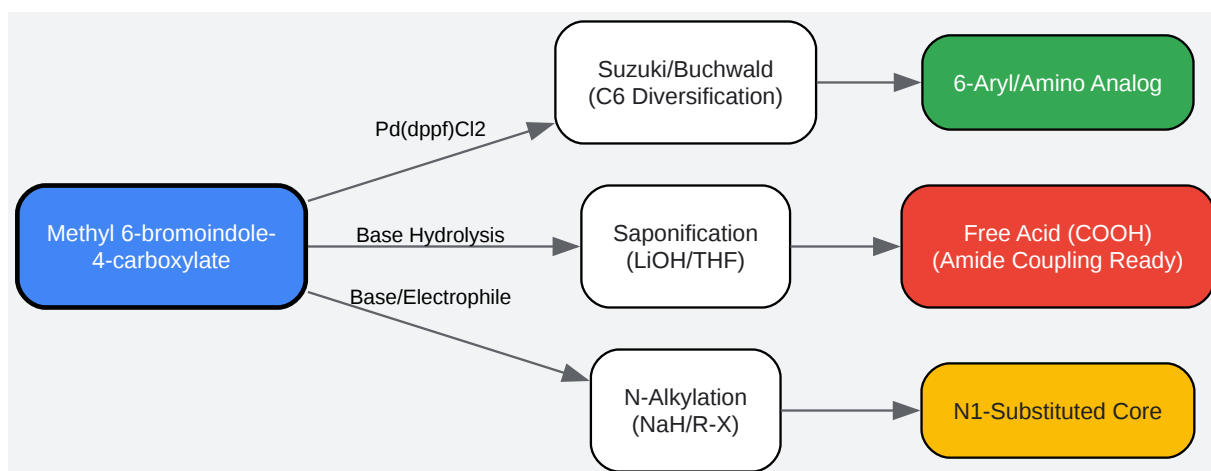 Suzuki/Buchwald
(C6 Diversification)
6-Aryl/Amino Analog
Pd(dppf)Cl2
Methyl 6-bromoindole-
4-carboxylate
Base Hydrolysis
Saponification
(LiOH/THF)
Free Acid (COOH)
(Amide Coupling Ready)
Base/Electrophile
N-Alkylation
(NaH/R-X)
N1-Substituted Core